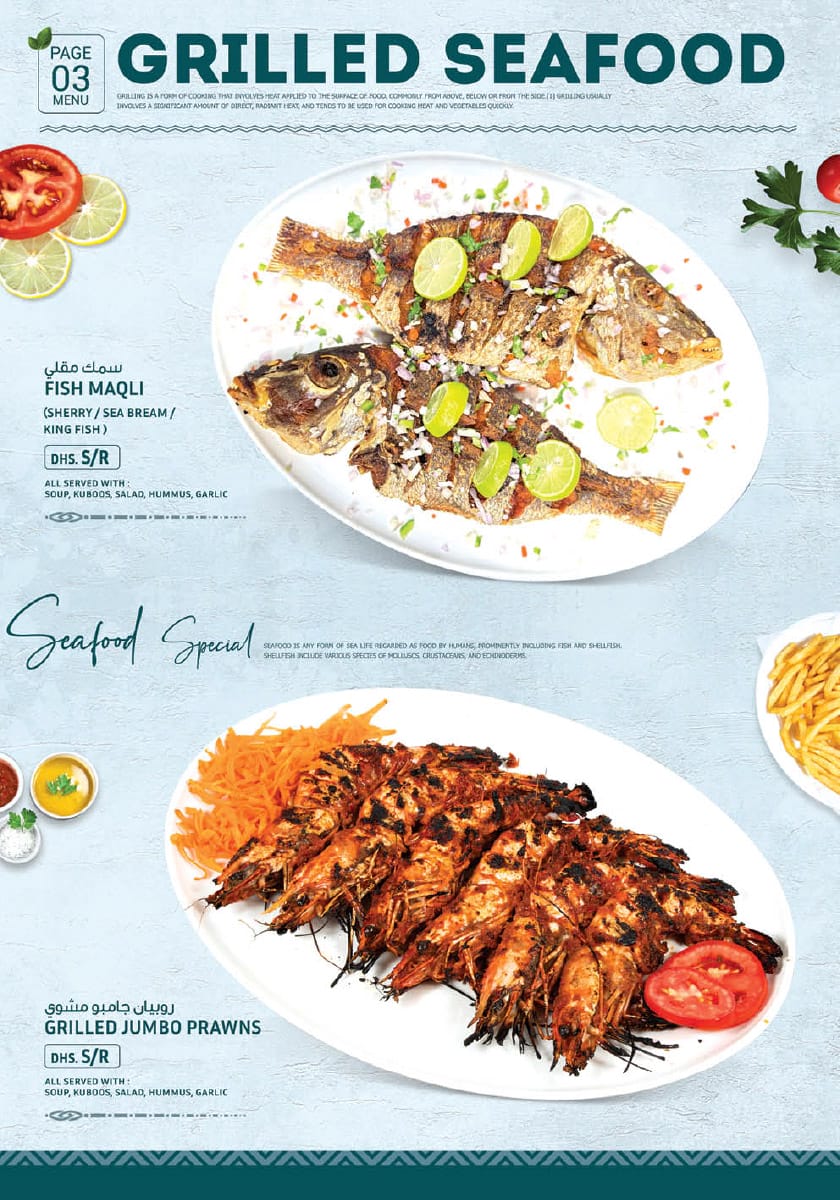 PAGE
03
MENU
GRILLED SEAFOOD
GRILLING IS A FORM OF COOKING THAT INVOLVES HEAT APPLIED TO THE SURFACE OF FOOD, COMMONLY FROM ABOVE, BELOW OR FROM THE SIDE.[1] GRILLING USUALLY
INVOLVES A SIGNIFICANT AMOUNT OF DIRECT, RADIANT HEAT, AND TENDS TO BE USED FOR COOKING MEAT AND VEGETABLES QUICKLY.
سمك مقلي
FISH MAQLI
(SHERRY / SEA BREAM /
KING FISH )
DHS. S/R
ALL SERVED WITH :
SOUP, KUBOOS, SALAD, HUMMUS, GARLIC
Seafood Special
SEAFOOD IS ANY FORM OF SEA LIFE REGARDED AS FOOD BY HUMANS, PROMINENTLY INCLUDING FISH AND SHELLFISH.
SHELLFISH INCLUDE VARIOUS SPECIES OF MOLLUSCS, CRUSTACEANS, AND ECHINODERMS.
روبيان جامبو مشوي
GRILLED JUMBO PRAWNS
DHS. S/R
ALL SERVED WITH :
SOUP, KUBOOS, SALAD, HUMMUS, GARLIC